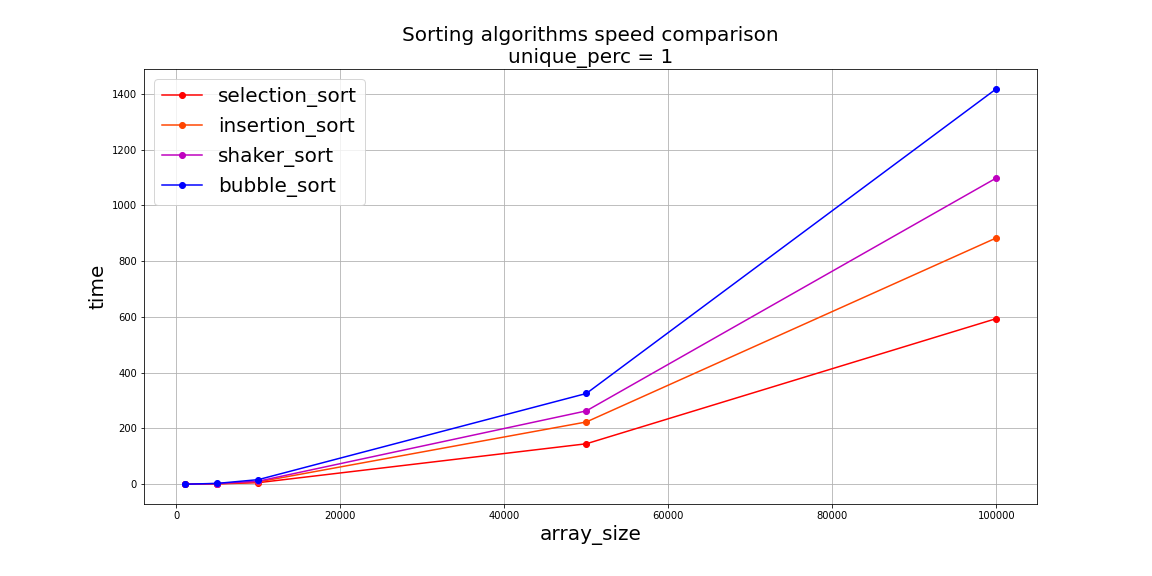 Sorting algorithms speed comparison
unique_perc = 1
selection_sort
insertion_sort
shaker_sort
bubble_sort
time
1400
1200
1000
800
600
400
200
0
0 20000 40000 60000 80000 100000
array_size